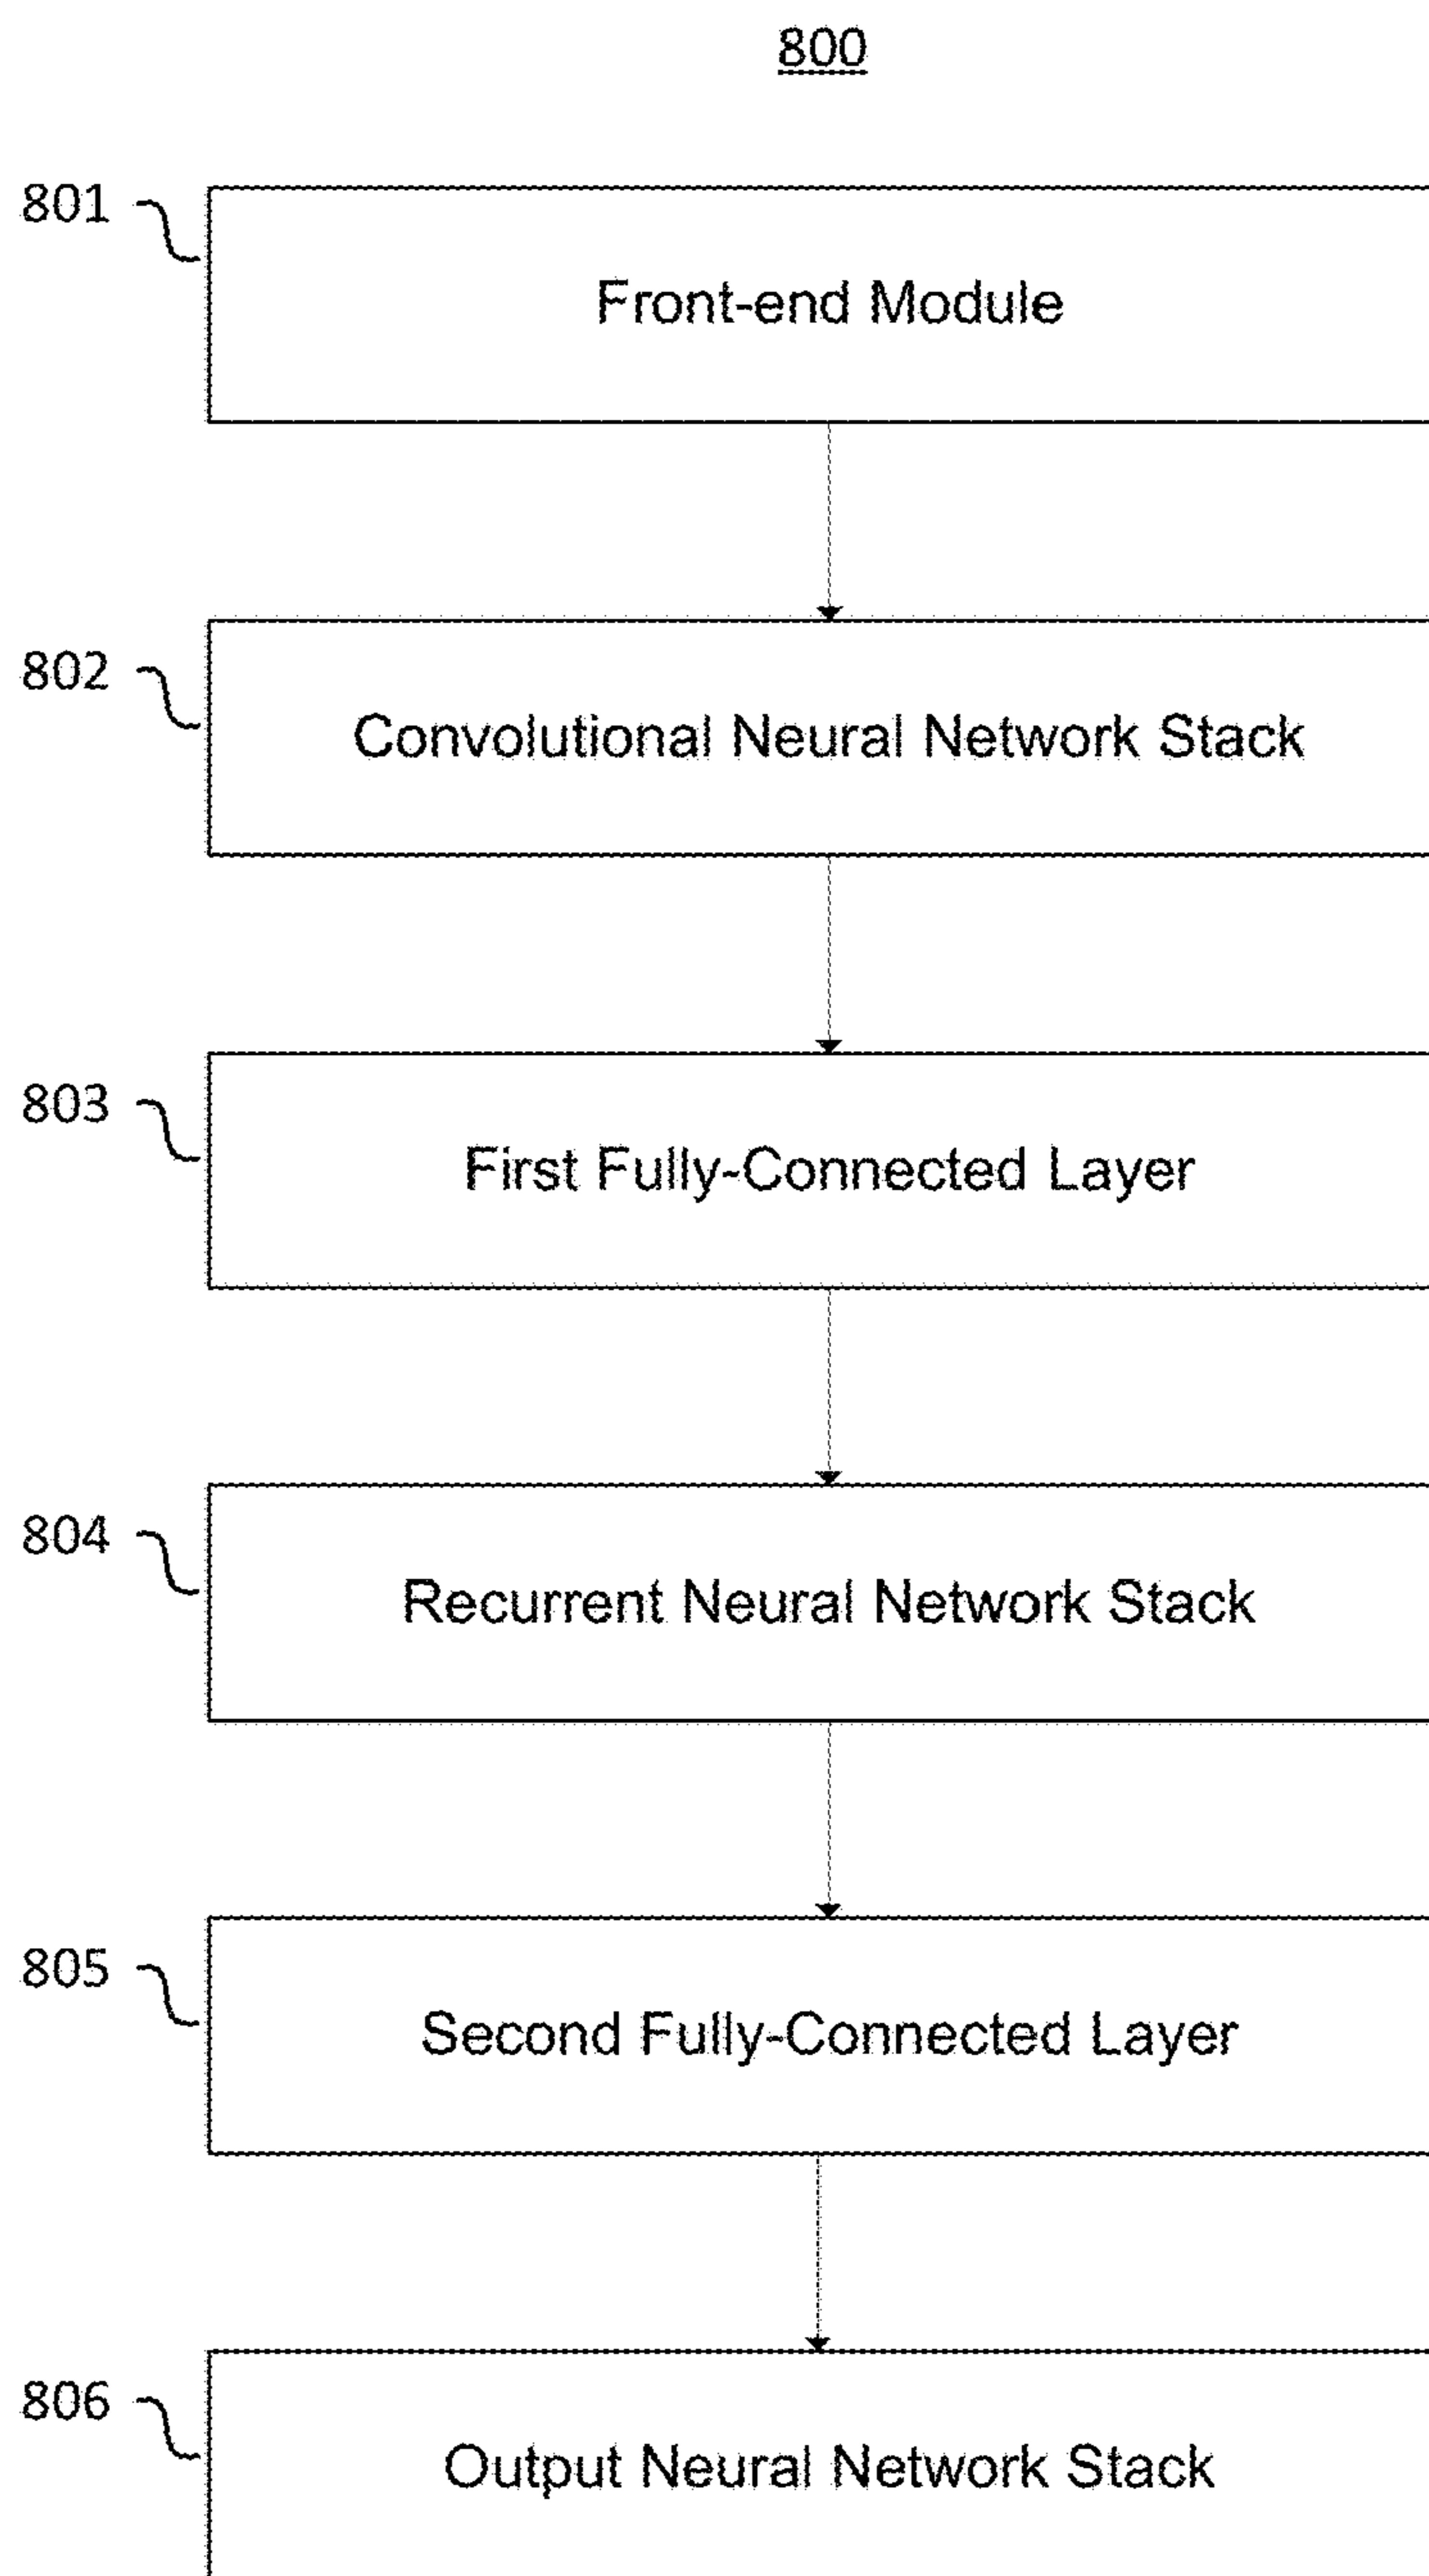 800
801
Front-end Module
802
Convolutional Neural Network Stack
803
First Fully-Connected Layer
804
Recurrent Neural Network Stack
805
Second Fully-Connected Layer
806
Output Neural Network Stack